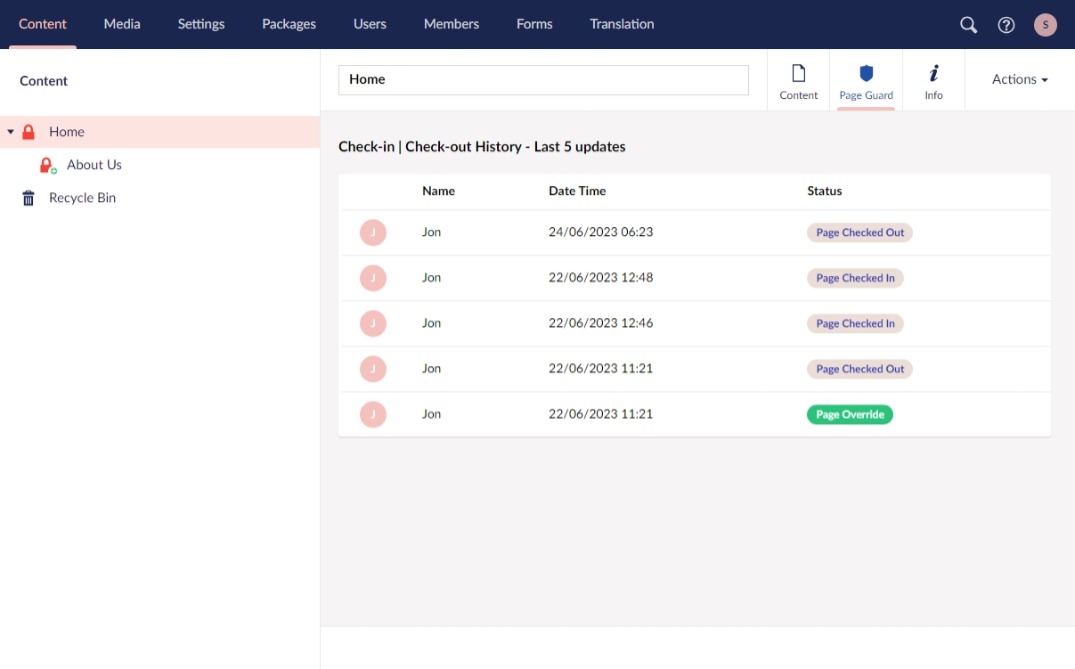 Content Media Settings Packages Users Members Forms Translation S
Content
Home
About Us
Recycle Bin
Home
Content
Page Guard
Info
Actions
Check-in | Check-out History - Last 5 updates
Name Date Time Status
J Jon 24/06/2023 06:23 Page Checked Out
J Jon 22/06/2023 12:48 Page Checked In
J Jon 22/06/2023 12:46 Page Checked In
J Jon 22/06/2023 11:21 Page Checked Out
J Jon 22/06/2023 11:21 Page Override